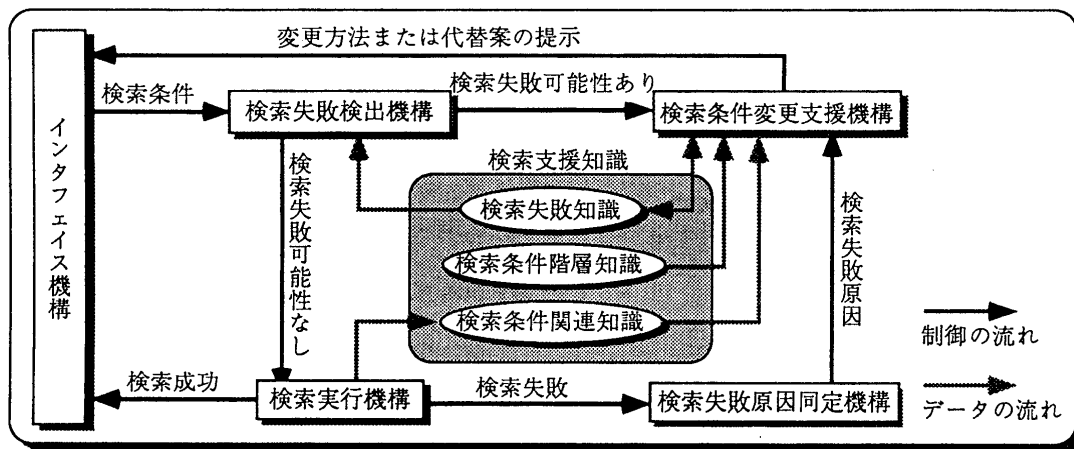 変更方法または代替案の提示
検索条件
検索失敗可能性あり
検索失敗検出機構
検索条件変更支援機構
インタフェイス機構
検索失敗可能性なし
検索支援知識
検索失敗知識
検索条件階層知識
検索条件関連知識
検索失敗原因
制御の流れ
検索成功
検索実行機構
検索失敗
検索失敗原因同定機構
データの流れ